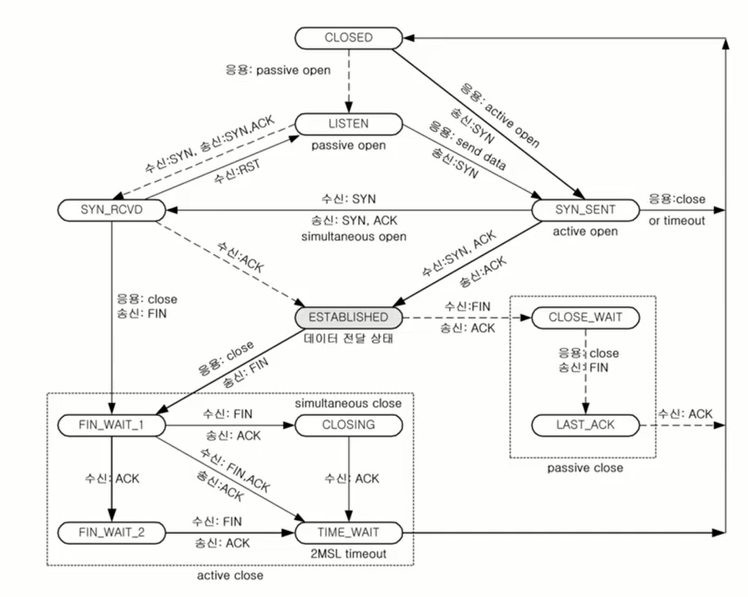 CLOSED
응용: passive open
응용: active open
송신:SYN
LISTEN
passive open
응용: send data
송신:SYN
수신:SYN, 송신:SYN,ACK
수신:RST
SYN_RCVD
수신: SYN
송신: SYN, ACK
simultaneous open
SYN_SENT
active open
응용:close
or timeout
수신:ACK
수신:SYN, ACK
송신:ACK
응용: close
송신: FIN
ESTABLISHED
데이터 전달 상태
수신:FIN
송신: ACK
CLOSE_WAIT
응용: close
송신: FIN
LAST_ACK
수신: ACK
passive close
응용: close
송신: FIN
simultaneous close
FIN_WAIT_1
수신: FIN
송신: ACK
CLOSING
수신: ACK
수신: FIN,ACK
송신:ACK
수신: ACK
FIN_WAIT_2
수신: FIN
송신: ACK
TIME_WAIT
2MSL timeout
active close